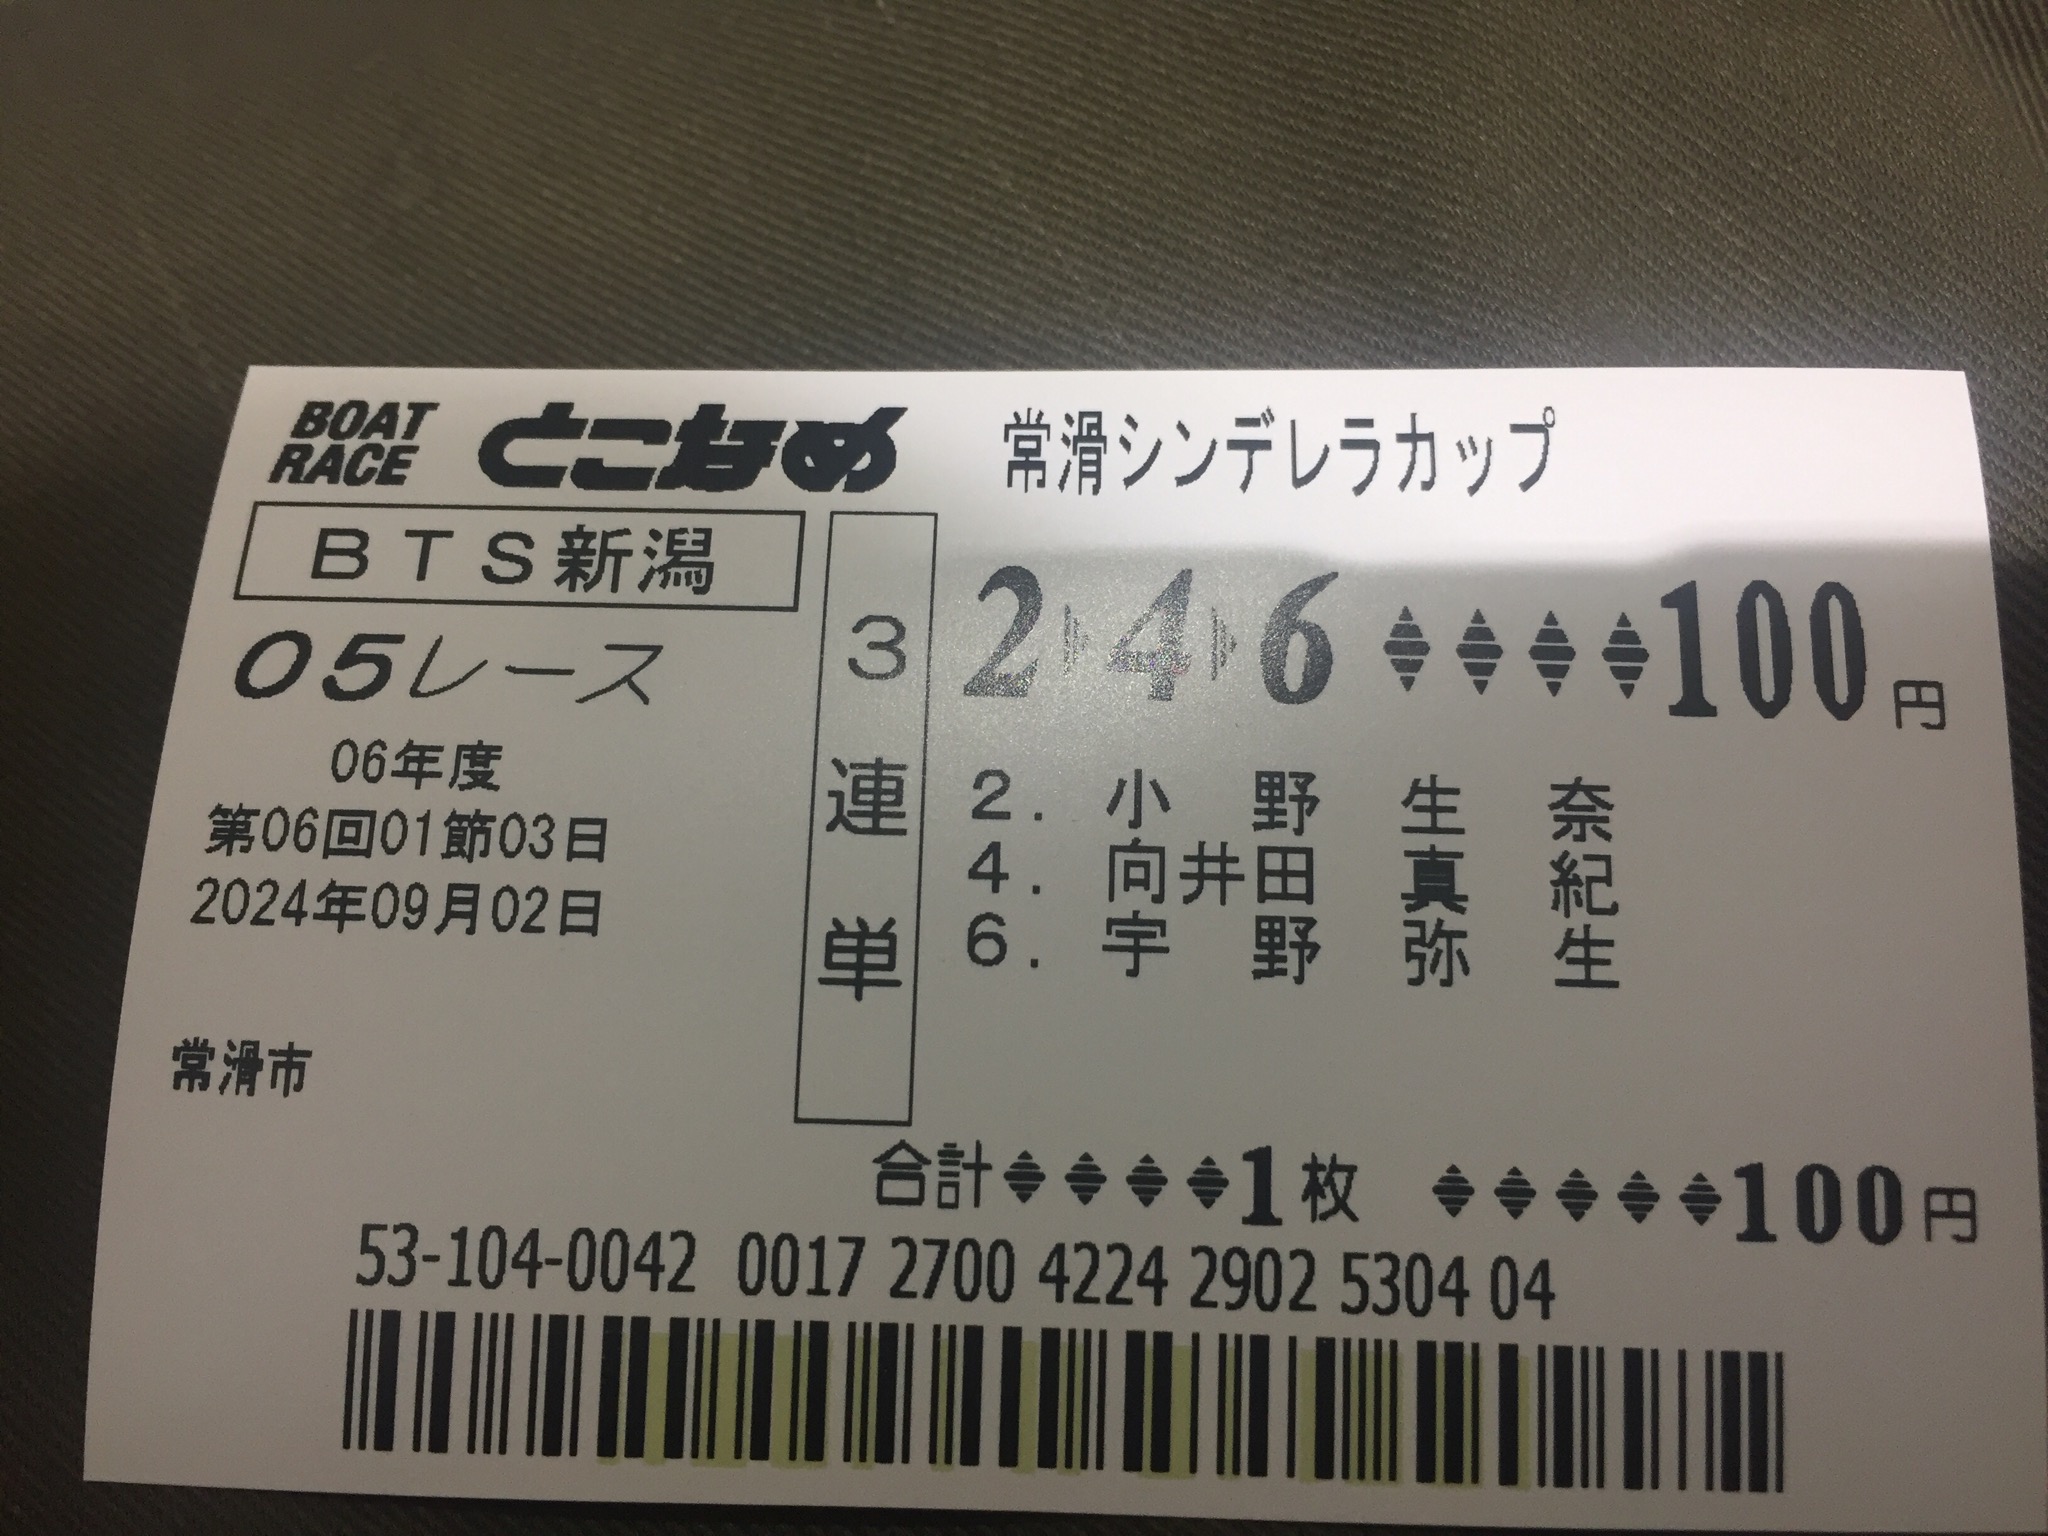 BOAT RACE とこなめ 常滑シンデレラカップ
BTS新潟
05レース
06年度
第06回01節03日
2024年09月02日
常滑市
3連単
2 4 6 100円
2. 小野生奈
4. 向井田真紀
6. 宇野弥生
合計 1枚 100円
53-104-0042 0017 2700 4224 2902 5304 04